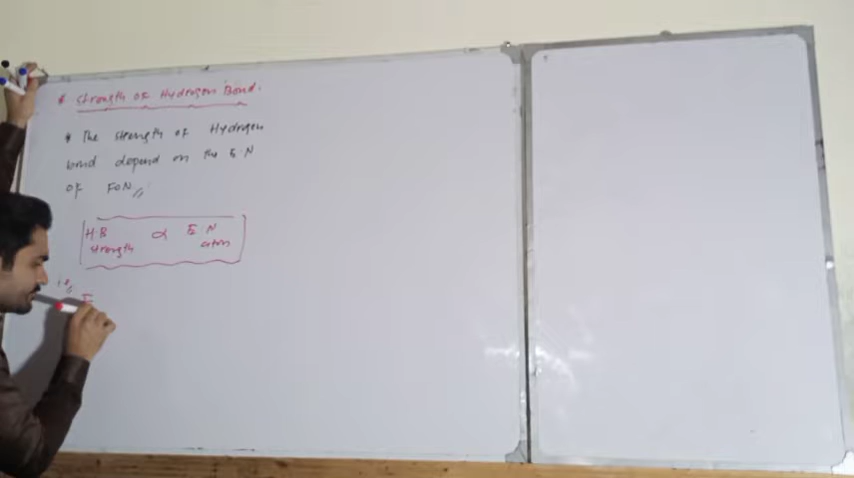 * Strength of Hydrogen Bond.
* The strength of Hydrogen
bond depend on the E.N
of FON
H.B ∝ E.N
strength atom
i.e
F